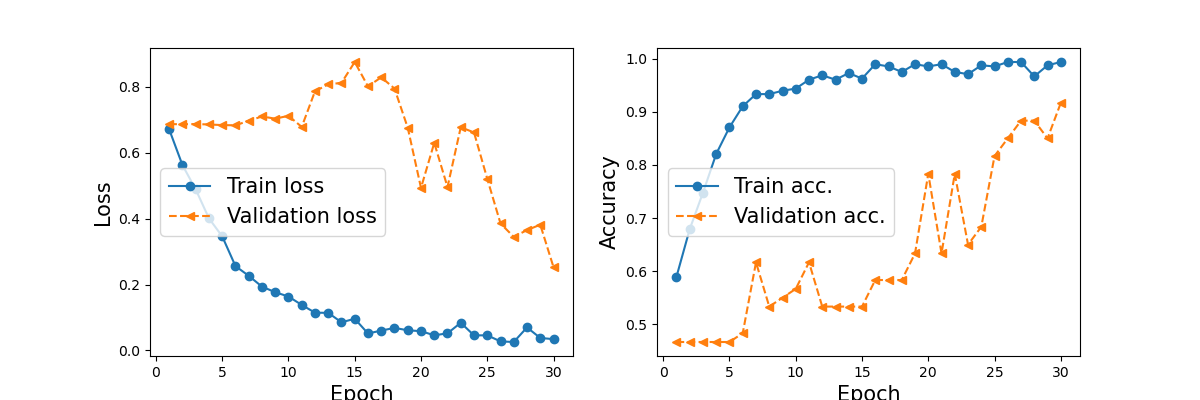 0.8
0.6
0.4
0.2
0.0
Loss
Train loss
Validation loss
0 5 10 15 20 25 30
Epoch
1.0
0.9
0.8
0.7
0.6
0.5
Accuracy
Train acc.
Validation acc.
0 5 10 15 20 25 30
Epoch